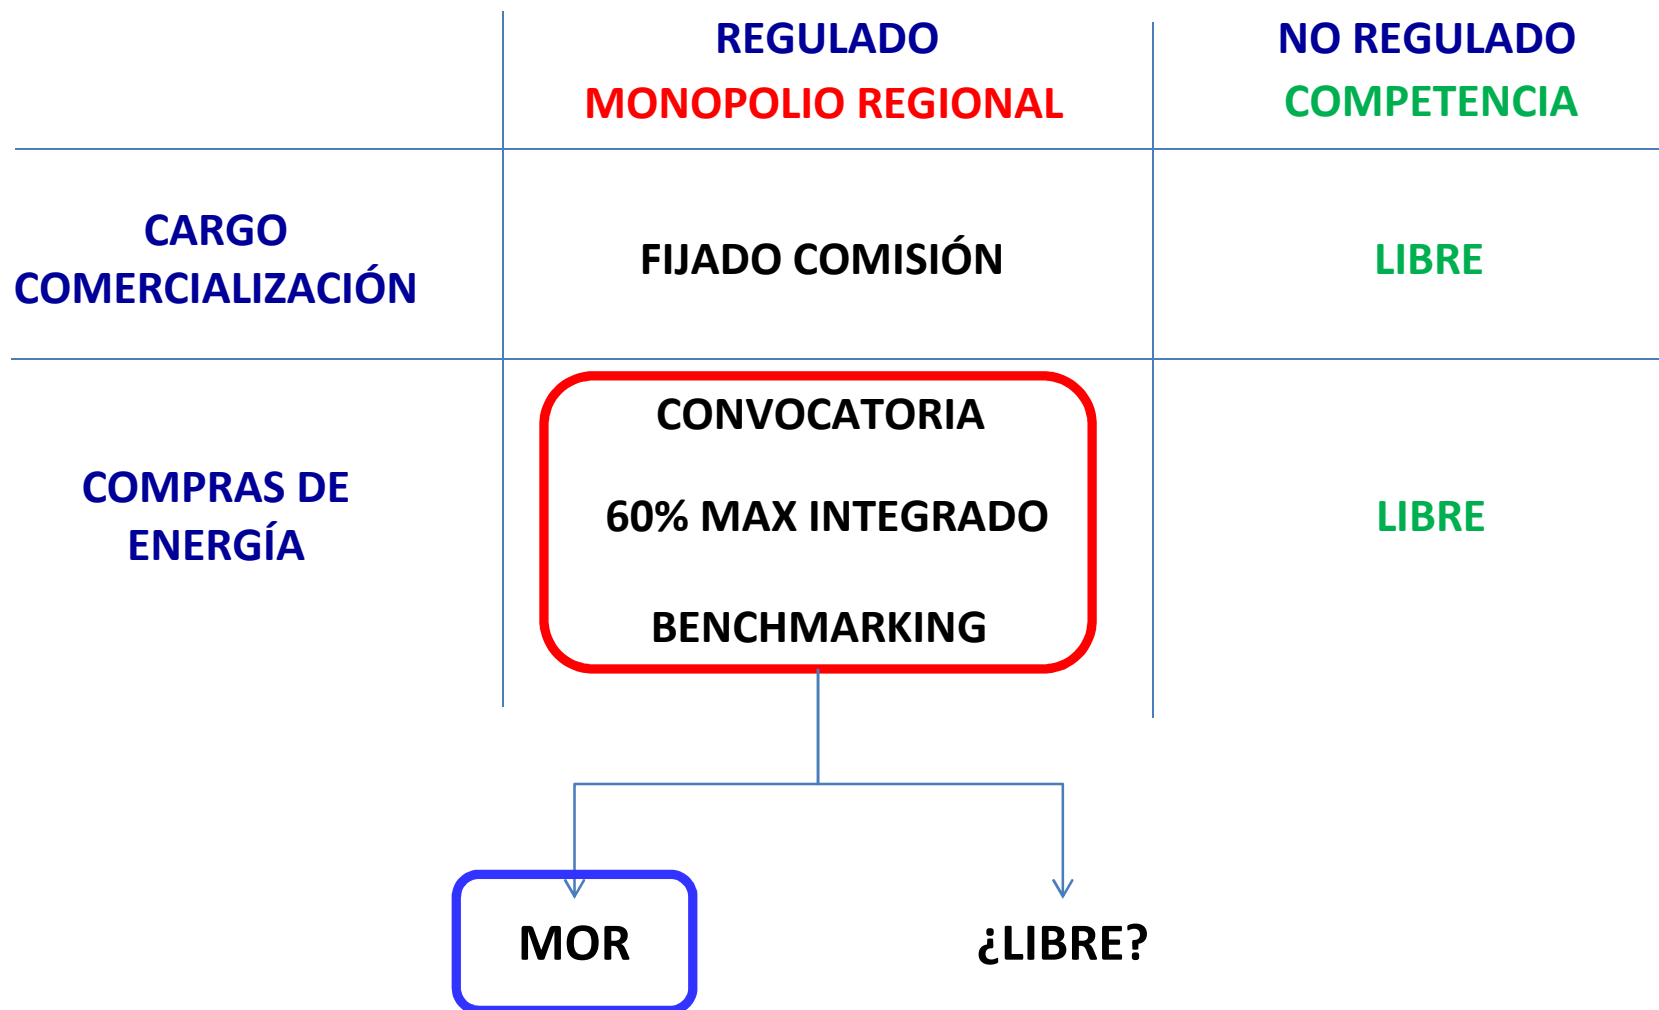 REGULADO
NO REGULADO
MONOPOLIO REGIONAL
COMPETENCIA
CARGO
COMERCIALIZACIÓN
FIJADO COMISIÓN
LIBRE
COMPRAS DE
ENERGÍA
CONVOCATORIA
60% MAX INTEGRADO
BENCHMARKING
LIBRE
MOR
¿LIBRE?